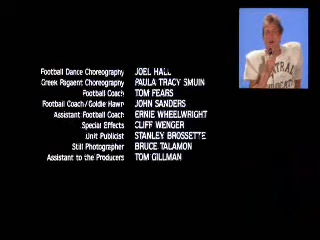 Football Dance Choreography JOEL HALL
Greek Pageant Choreography PAULA TRACY SMUIN
Football Coach TOM FEARS
Football Coach/Goldie Hawn JOHN SANDERS
Assistant Football Coach ERNIE WHEELWRIGHT
Special Effects CLIFF WENGER
Unit Publicist STANLEY BROSSETTE
Still Photographer BRUCE TALAMON
Assistant to the Producers TOM GILLMAN